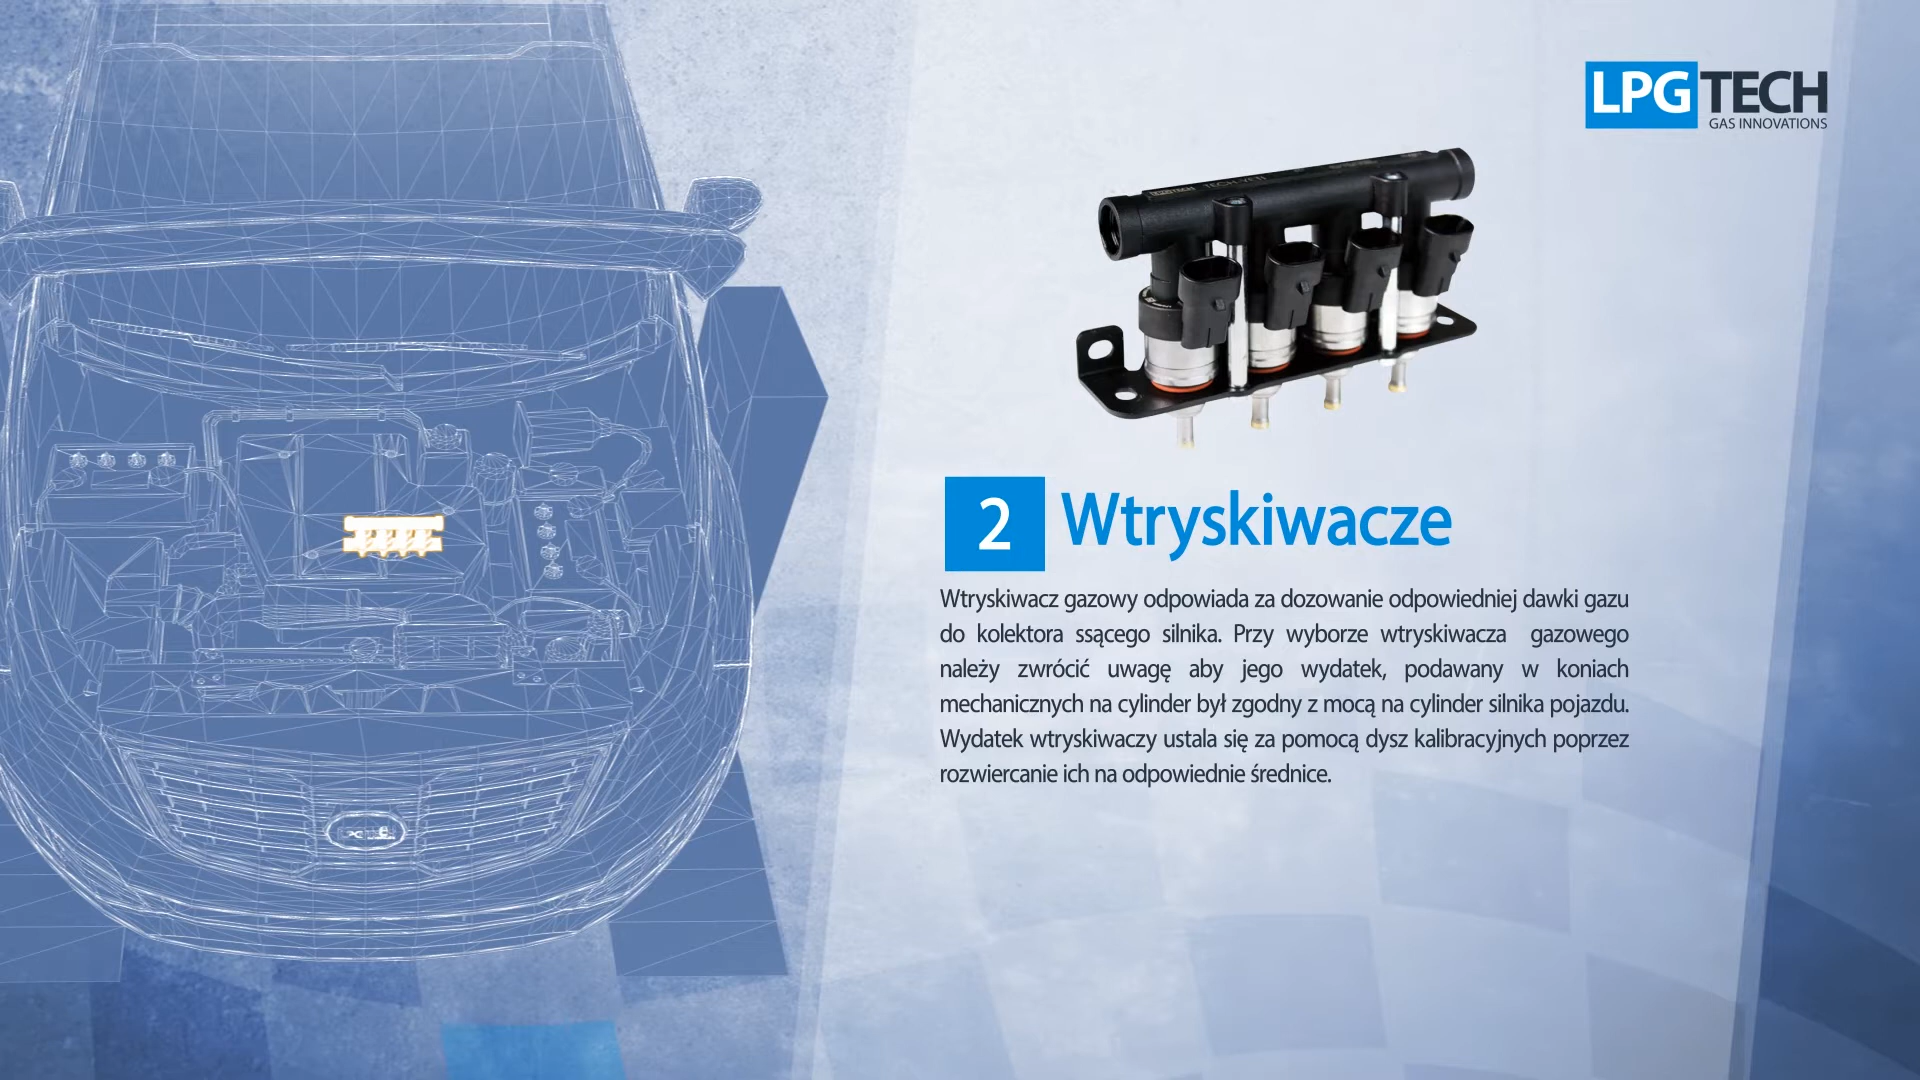 LPGTECH
GAS INNOVATIONS
2 Wtryskiwacze
Wtryskiwacz gazowy odpowiada za dozowanie odpowiedniej dawki gazu
do kolektora ssącego silnika. Przy wyborze wtryskiwacza gazowego
należy zwrócić uwagę aby jego wydatek, podawany w koniach
mechanicznych na cylinder był zgodny z mocą na cylinder silnika pojazdu.
Wydatek wtryskiwaczy ustala się za pomocą dysz kalibracyjnych poprzez
rozwiercanie ich na odpowiednie średnice.